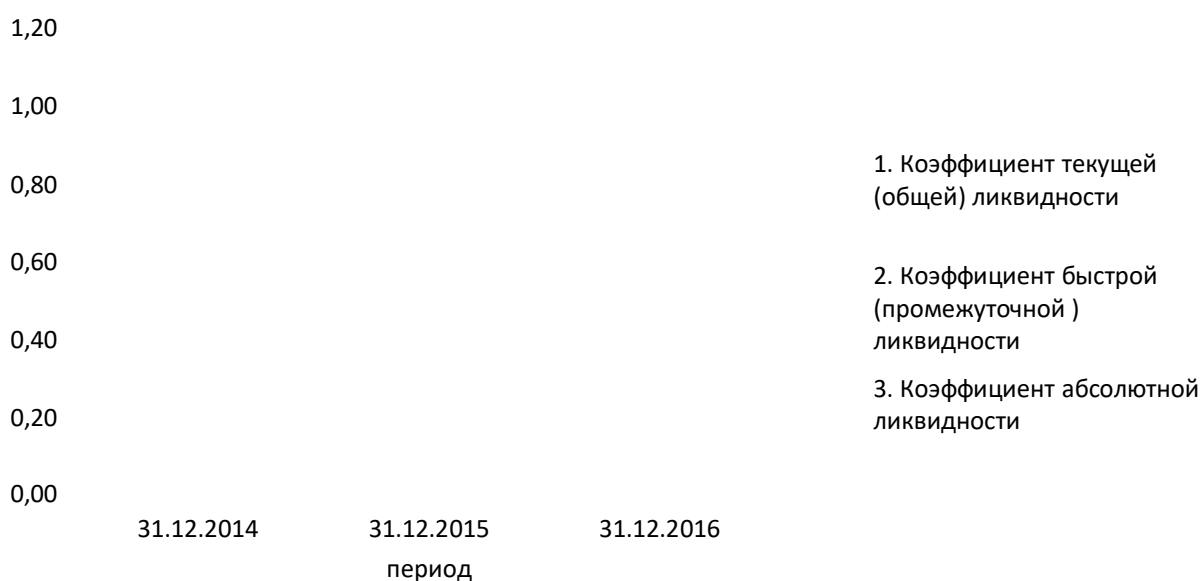 1,20
1,00
0,80
0,60
0,40
0,20
0,00
31.12.2014 31.12.2015 31.12.2016
период
1. Коэффициент текущей
(общей) ликвидности
2. Коэффициент быстрой
(промежуточной )
ликвидности
3. Коэффициент абсолютной
ликвидности